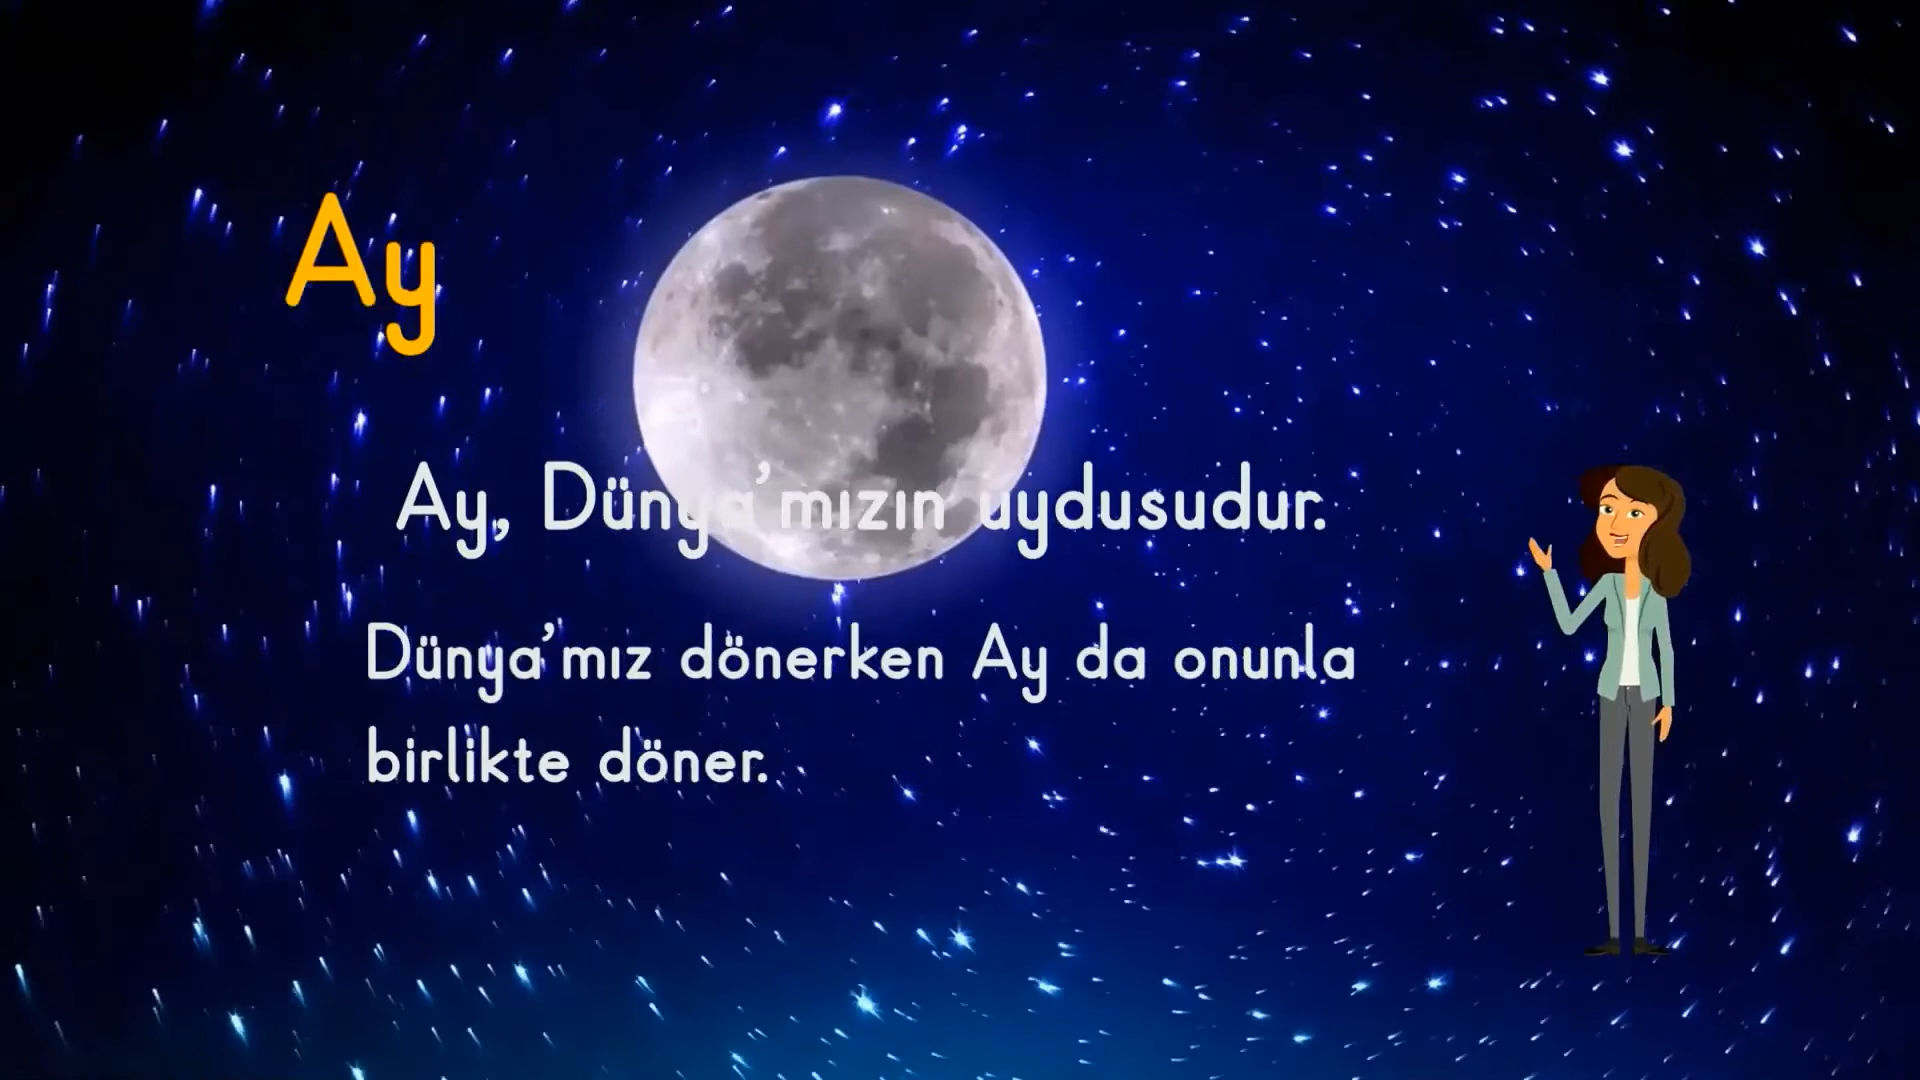 Ay
Ay, Dünya'mızın uydusudur.
Dünya'mız dönerken Ay da onunla
birlikte döner.